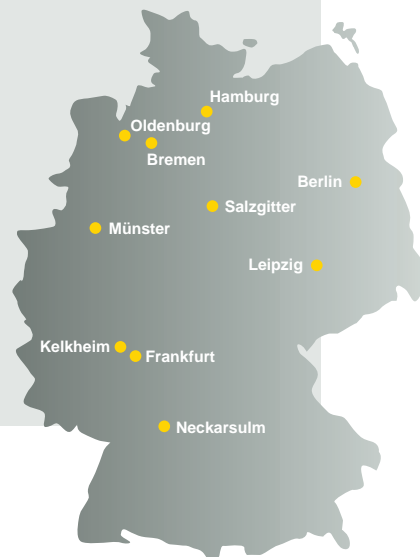 Hamburg
Oldenburg
Bremen
Berlin
Salzgitter
Münster
Leipzig
Kelkheim
Frankfurt
Neckarsulm